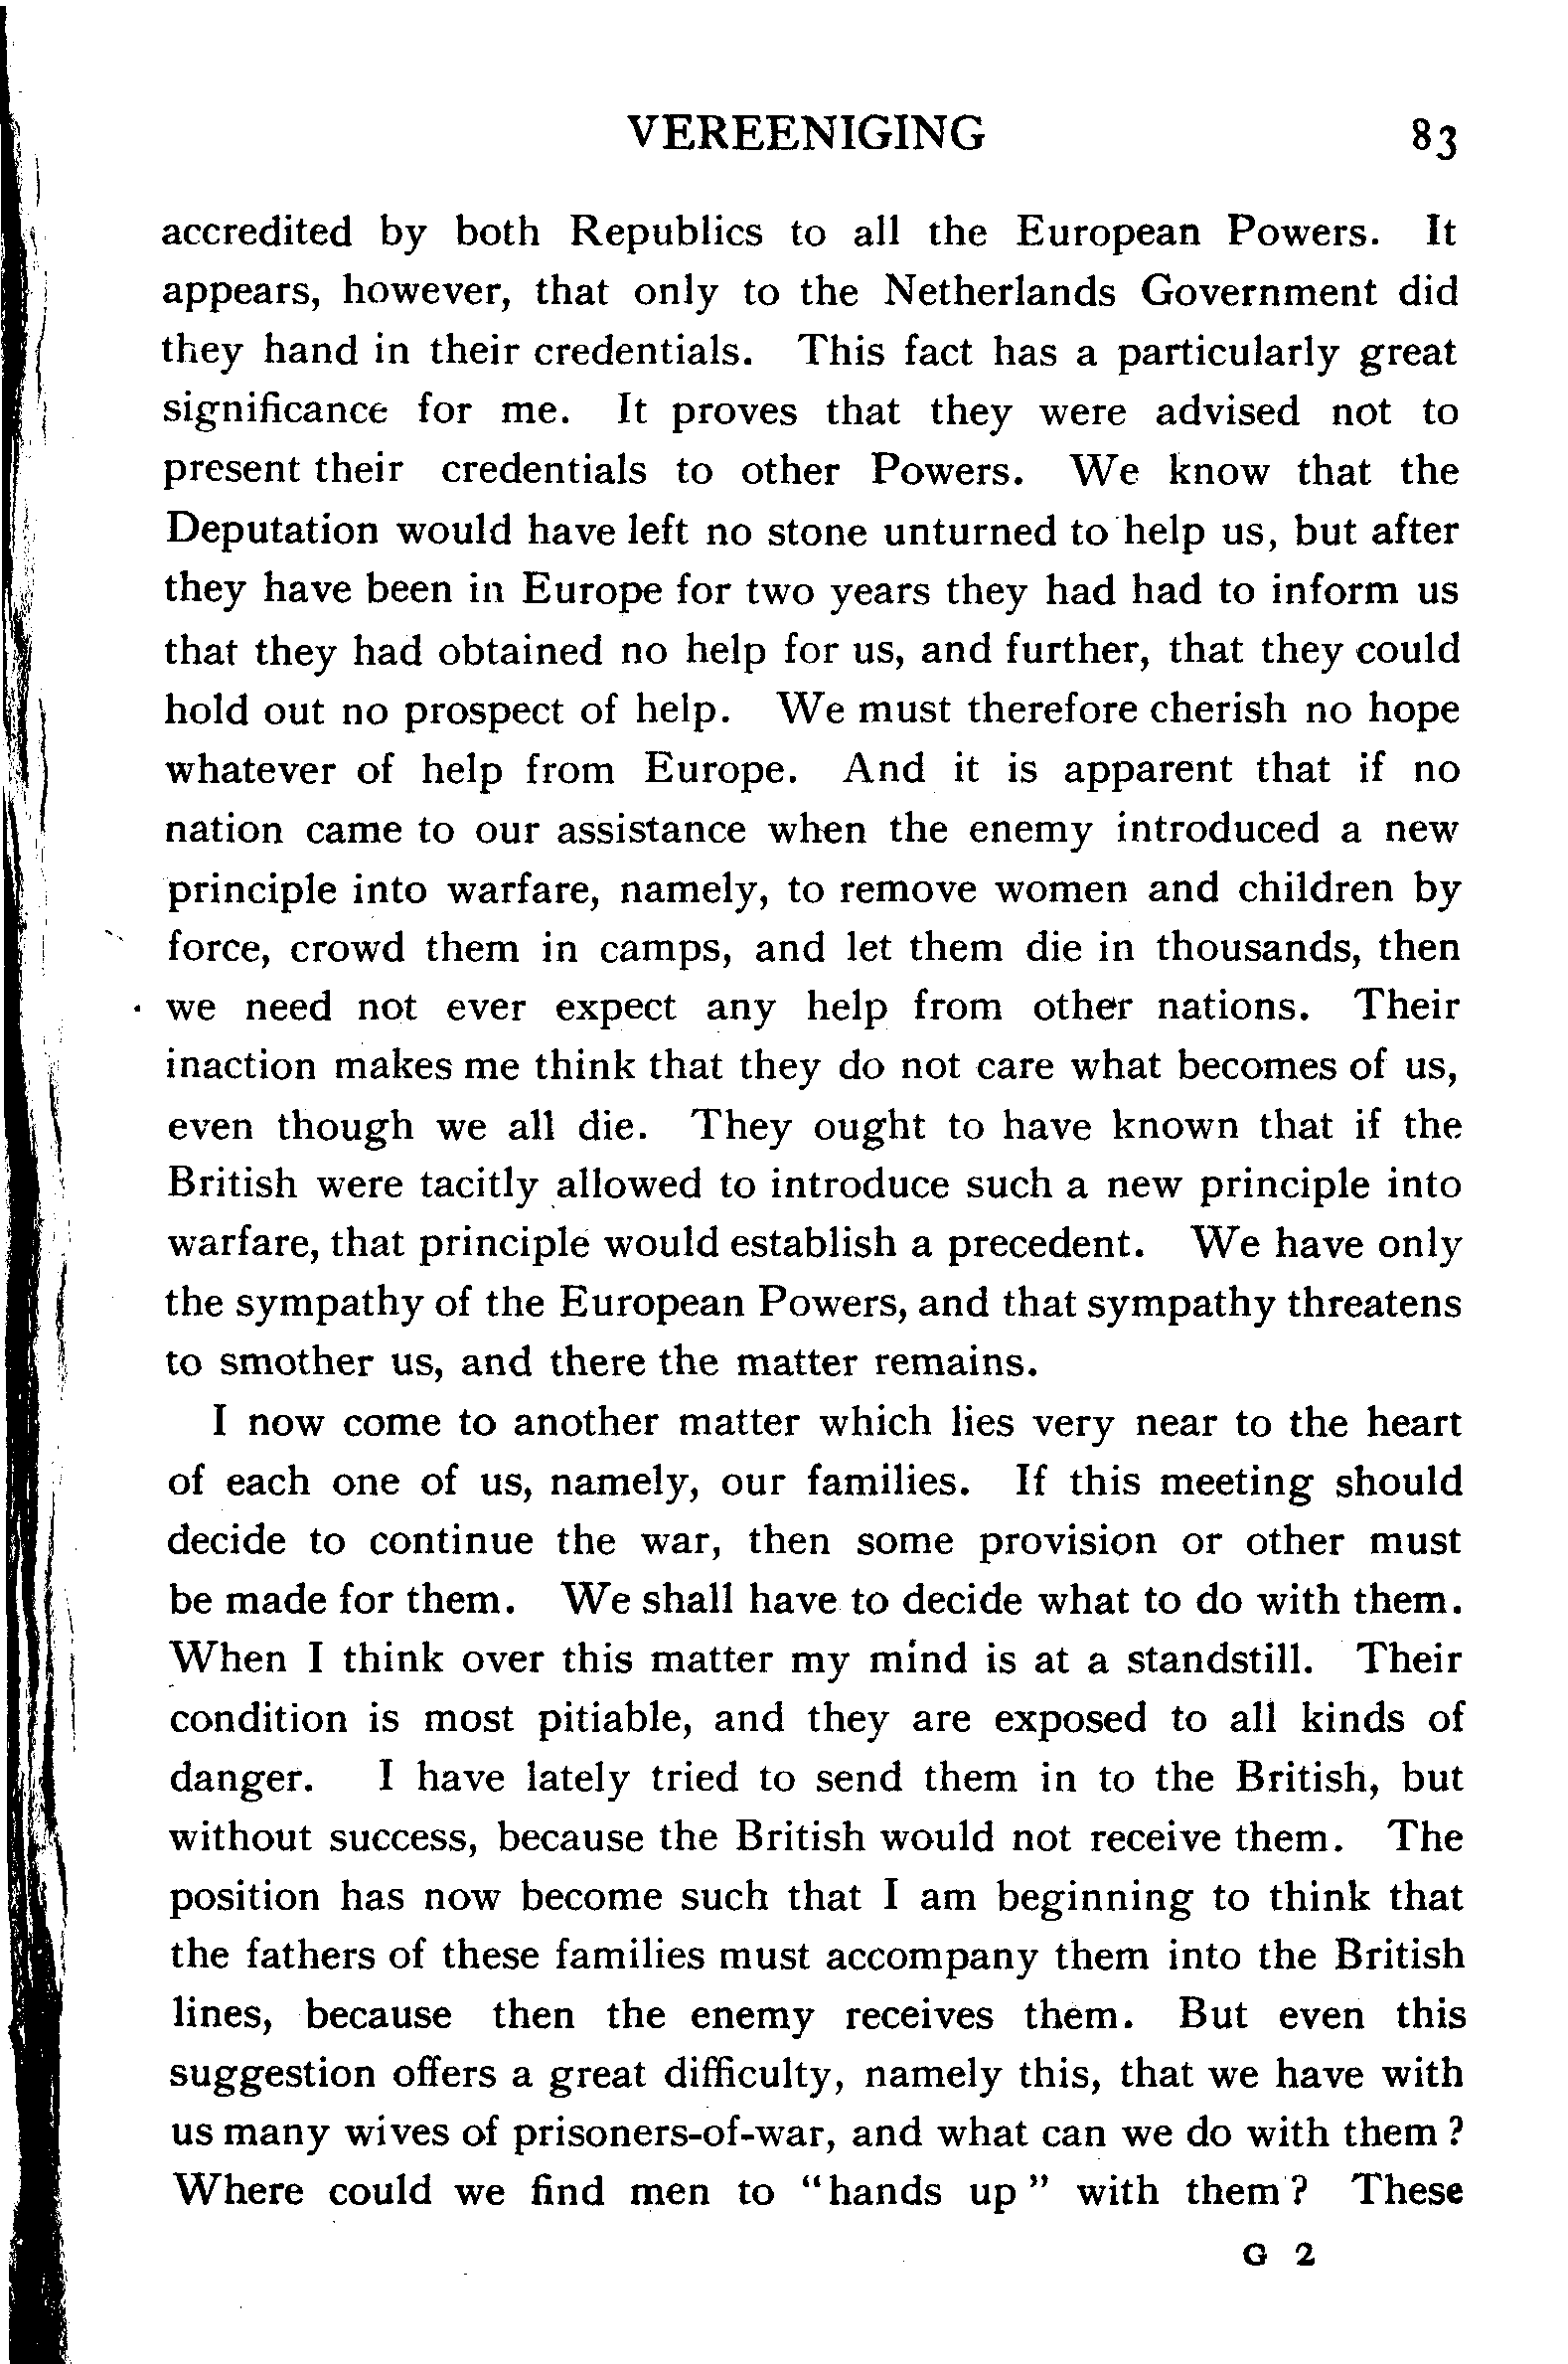 VEREENIGING 83
accredited by both Republics to all the European Powers. It
appears, however, that only to the Netherlands Government did
they hand in their credentials. This fact has a particularly great
significance for me. It proves that they were advised not to
present their credentials to other Powers. We know that the
Deputation would have left no stone unturned to help us, but after
they have been in Europe for two years they had had to inform us
that they had obtained no help for us, and further, that they could
hold out no prospect of help. We must therefore cherish no hope
whatever of help from Europe. And it is apparent that if no
nation came to our assistance when the enemy introduced a new
principle into warfare, namely, to remove women and children by
force, crowd them in camps, and let them die in thousands, then
we need not ever expect any help from other nations. Their
inaction makes me think that they do not care what becomes of us,
even though we all die. They ought to have known that if the
British were tacitly allowed to introduce such a new principle into
warfare, that principle would establish a precedent. We have only
the sympathy of the European Powers, and that sympathy threatens
to smother us, and there the matter remains.
I now come to another matter which lies very near to the heart
of each one of us, namely, our families. If this meeting should
decide to continue the war, then some provision or other must
be made for them. We shall have to decide what to do with them.
When I think over this matter my mind is at a standstill. Their
condition is most pitiable, and they are exposed to all kinds of
danger. I have lately tried to send them in to the British, but
without success, because the British would not receive them. The
position has now become such that I am beginning to think that
the fathers of these families must accompany them into the British
lines, because then the enemy receives them. But even this
suggestion offers a great difficulty, namely this, that we have with
us many wives of prisoners-of-war, and what can we do with them ?
Where could we find men to "hands up" with them ? These
G 2